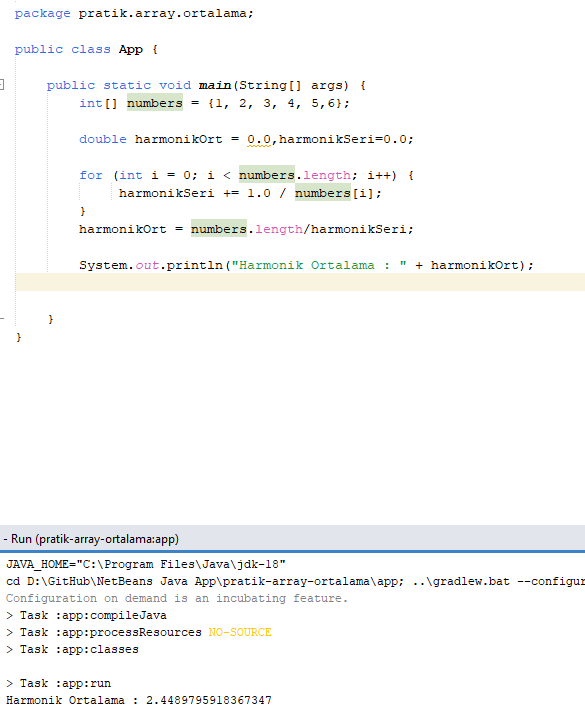 package pratik.array.ortalama;
public class App {
public static void main(String[] args) {
int[] numbers = {1, 2, 3, 4, 5,6};
double harmonikOrt = 0.0,harmonikSeri=0.0;
for (int i = 0; i < numbers.length; i++) {
harmonikSeri += 1.0 / numbers[i];
}
harmonikOrt = numbers.length/harmonikSeri;
System.out.println("Harmonik Ortalama : " + harmonikOrt);
}
}
- Run (pratik-array-ortalama:app)
JAVA_HOME="C:\Program Files\Java\jdk-18"
cd D:\GitHub\NetBeans Java App\pratik-array-ortalama\app; ..\gradlew.bat --configur
Configuration on demand is an incubating feature.
> Task :app:compileJava
> Task :app:processResources NO-SOURCE
> Task :app:classes
> Task :app:run
Harmonik Ortalama : 2.4489795918367347